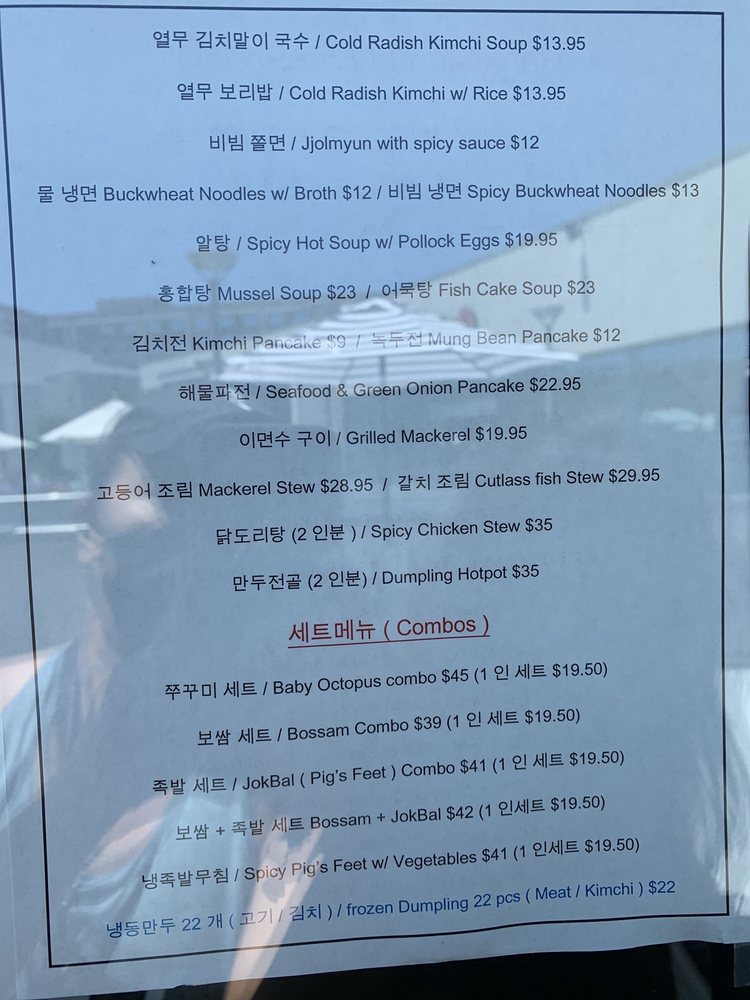 열무 김치말이 국수 / Cold Radish Kimchi Soup $13.95
열무 보리밥 / Cold Radish Kimchi w/ Rice $13.95
비빔 쫄면 / Jjolmyun with spicy sauce $12
물 냉면 Buckwheat Noodles w/ Broth $12 / 비빔 냉면 Spicy Buckwheat Noodles $13
알탕 / Spicy Hot Soup w/ Pollock Eggs $19.95
홍합탕 Mussel Soup $23 / 어묵탕 Fish Cake Soup $23
김치전 Kimchi Pancake $9 / 녹두전 Mung Bean Pancake $12
해물파전 / Seafood & Green Onion Pancake $22.95
이면수 구이 / Grilled Mackerel $19.95
고등어 조림 Mackerel Stew $28.95 / 갈치 조림 Cutlass fish Stew $29.95
닭도리탕 (2 인분 ) / Spicy Chicken Stew $35
만두전골 (2 인분) / Dumpling Hotpot $35
세트메뉴 ( Combos )
쭈꾸미 세트 / Baby Octopus combo $45 (1 인 세트 $19.50)
보쌈 세트 / Bossam Combo $39 (1 인 세트 $19.50)
족발 세트 / JokBal ( Pig's Feet ) Combo $41 (1 인 세트 $19.50)
보쌈 + 족발 세트 Bossam + JokBal $42 (1 인세트 $19.50)
냉족발무침 / Spicy Pig's Feet w/ Vegetables $41 (1 인세트 $19.50)
냉동만두 22 개 ( 고기 / 김치 ) / frozen Dumpling 22 pcs ( Meat / Kimchi ) $22